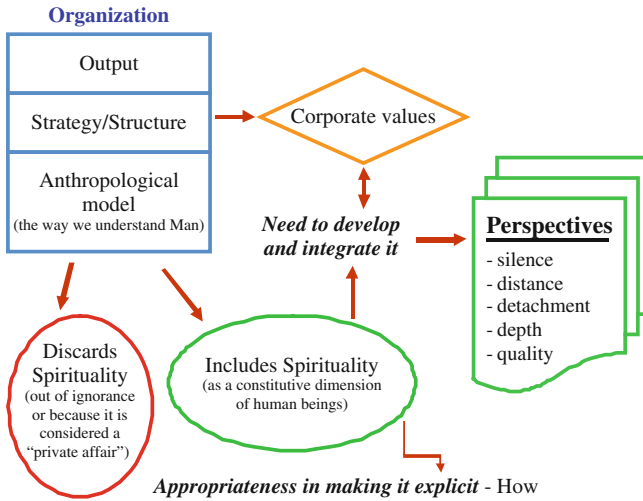 Organization
Output
Strategy/Structure
Anthropological
model
(the way we understand Man)
Corporate values
Need to develop
and integrate it
Perspectives
- silence
- distance
- detachment
- depth
- quality
Discards
Spirituality
(out of ignorance
or because it is
considered a
“private affair”)
Includes Spirituality
(as a constitutive dimension
of human beings)
Appropriateness in making it explicit - How